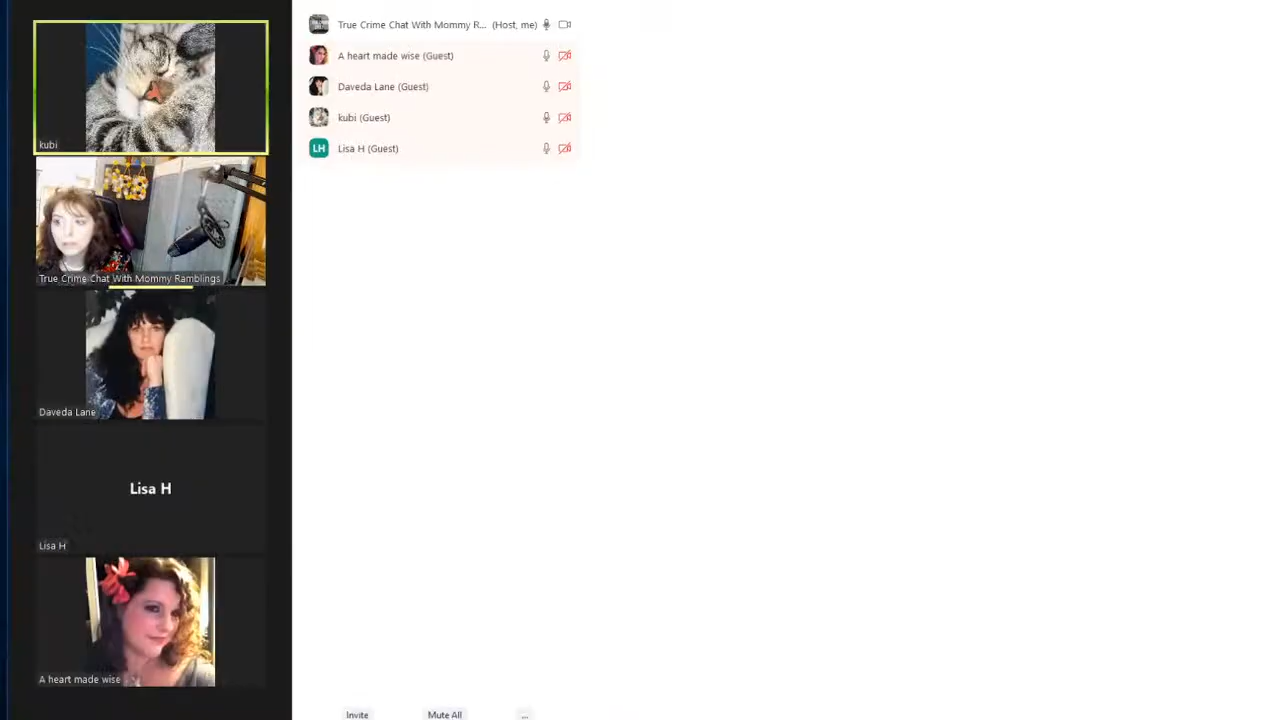 kubi
True Crime Chat With Mommy Ramblings
Daveda Lane
Lisa H
Lisa H
A heart made wise
True Crime Chat With Mommy R... (Host, me)
A heart made wise (Guest)
Daveda Lane (Guest)
kubi (Guest)
LH Lisa H (Guest)
Invite Mute All ...